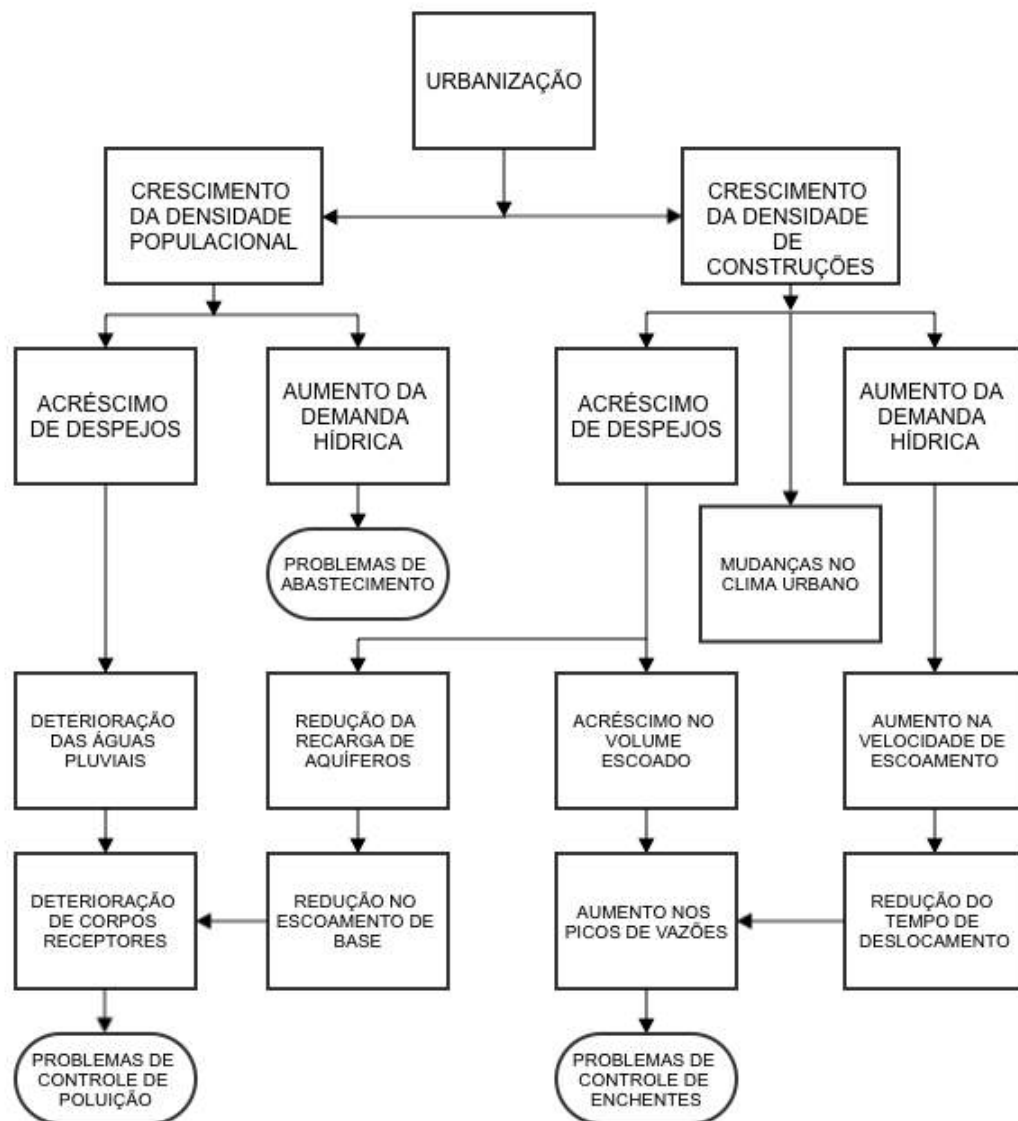 URBANIZAÇÃO
CRESCIMENTO
DA DENSIDADE
POPULACIONAL
CRESCIMENTO
DA DENSIDADE
DE
CONSTRUÇÕES
ACRÉSCIMO
DE DESPEJOS
AUMENTO DA
DEMANDA
HÍDRICA
ACRÉSCIMO
DE DESPEJOS
AUMENTO DA
DEMANDA
HÍDRICA
PROBLEMAS DE
ABASTECIMENTO
MUDANÇAS NO
CLIMA URBANO
DETERIORAÇÃO
DAS ÁGUAS
PLUVIAIS
REDUÇÃO DA
RECARGA DE
AQUÍFEROS
ACRÉSCIMO NO
VOLUME
ESCOADO
AUMENTO NA
VELOCIDADE DE
ESCOAMENTO
DETERIORAÇÃO
DE CORPOS
RECEPTORES
REDUÇÃO NO
ESCOAMENTO DE
BASE
AUMENTO NOS
PICOS DE VAZÕES
REDUÇÃO DO
TEMPO DE
DESLOCAMENTO
PROBLEMAS DE
CONTROLE DE
POLUIÇÃO
PROBLEMAS DE
CONTROLE DE
ENCHENTES